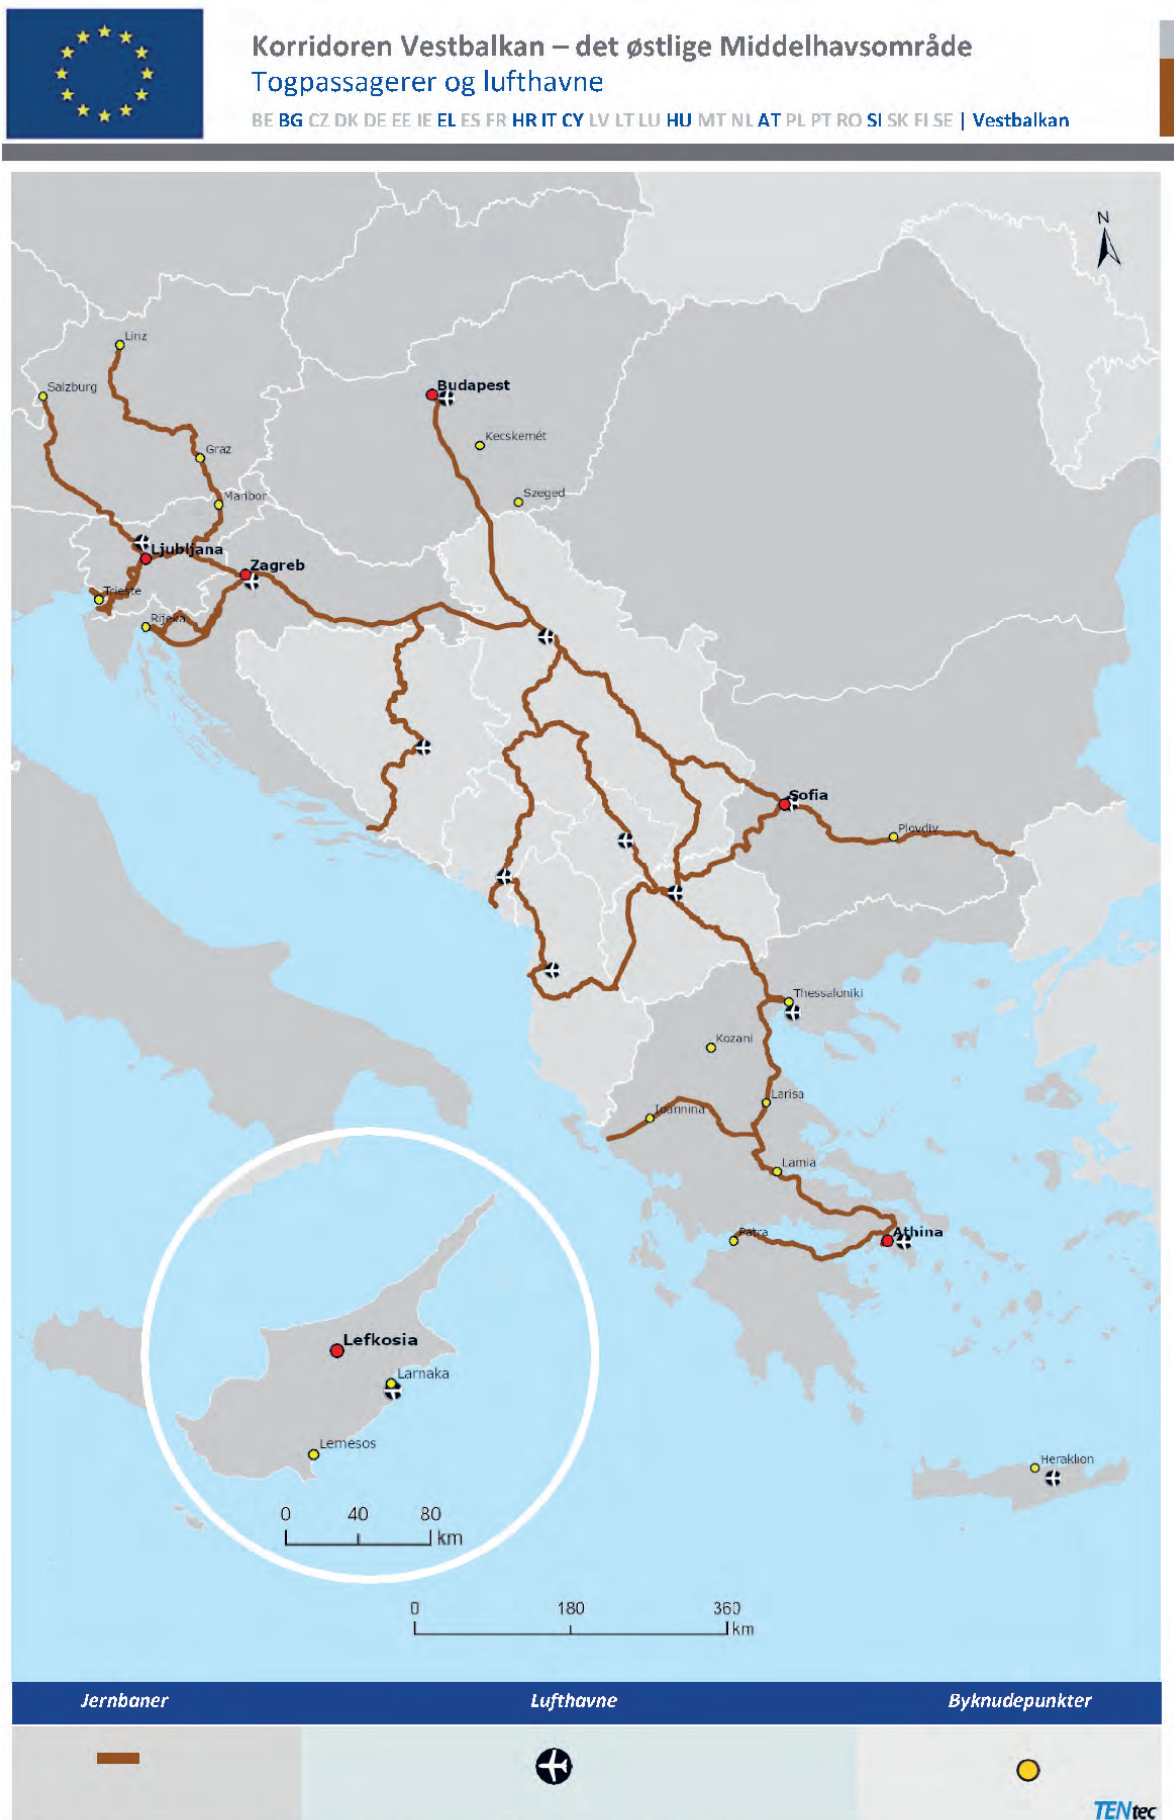 Korridoren Vestbalkan – det østlige Middelhavsområde
Togpassagerer og lufthavne
BE BG CZ DK DE EE IE EL ES FR HR IT CY LV LT LU HU MT NL AT PL PT RO SI SK FI SE | Vestbalkan
N
Linz
Salzburg
Budapest
Kecskemét
Graz
Szeged
Maribor
Ljubljana
Zagreb
Trieste
Rijeka
Sofia
Plovdiv
Thessaloniki
Kozani
Larisa
Ioannina
Lamia
Patra
Athina
Lefkosia
Larnaka
Lemesos
Heraklion
0 40 80
km
0 180 360
km
Jernbaner Lufthavne Byknudepunkter
TENtec